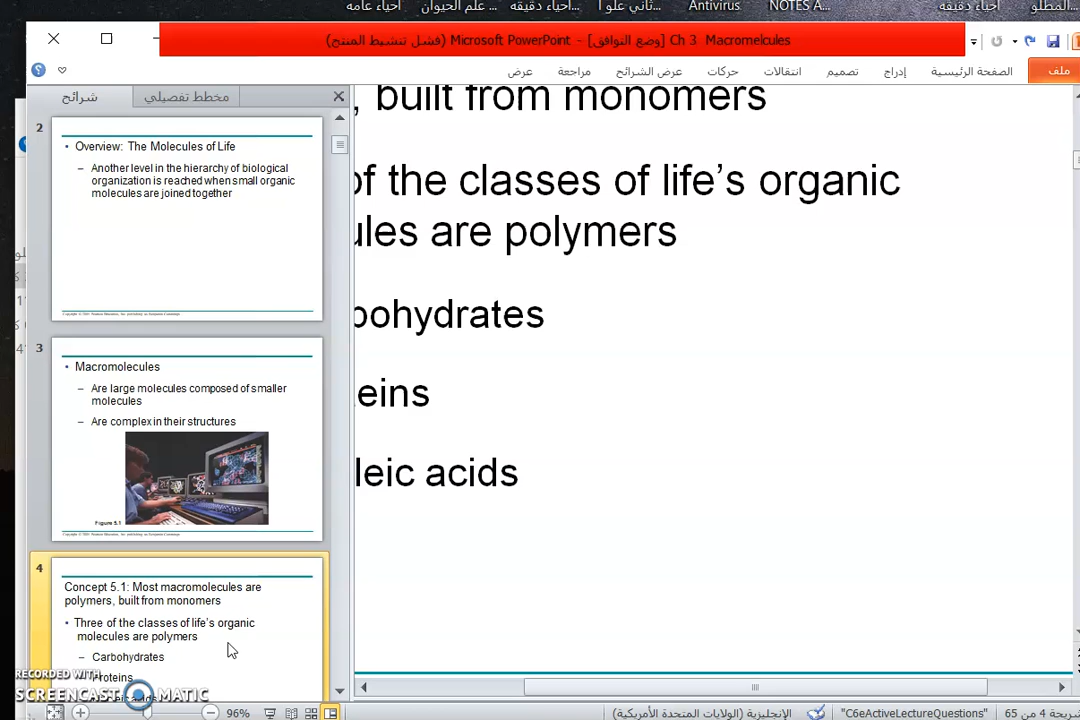 احياء عامه
علم الحيوان ...
احياء دقيقه...
ثاني علو ا...
Antivirus
NOTES A...
احياء دقيقه
المطلو...
Ch 3 Macromelcules [وضع التوافق] - Microsoft PowerPoint (فشل تنشيط المنتج)
ملف
الصفحة الرئيسية
إدراج
تصميم
انتقالات
حركات
عرض الشرائح
مراجعة
عرض
شرائح
مخطط تفصيلي
2
• Overview: The Molecules of Life
– Another level in the hierarchy of biological
organization is reached when small organic
molecules are joined together
3
• Macromolecules
– Are large molecules composed of smaller
molecules
– Are complex in their structures
Figure 5.1
4
Concept 5.1: Most macromolecules are
polymers, built from monomers
• Three of the classes of life's organic
molecules are polymers
– Carbohydrates
– Proteins
, built from monomers
of the classes of life's organic
ules are polymers
bohydrates
teins
leic acids
RECORDED WITH
SCREENCAST MATIC
96%
الإنجليزية (الولايات المتحدة الأمريكية)
"C6eActiveLectureQuestions"
شريحة 4 من 65